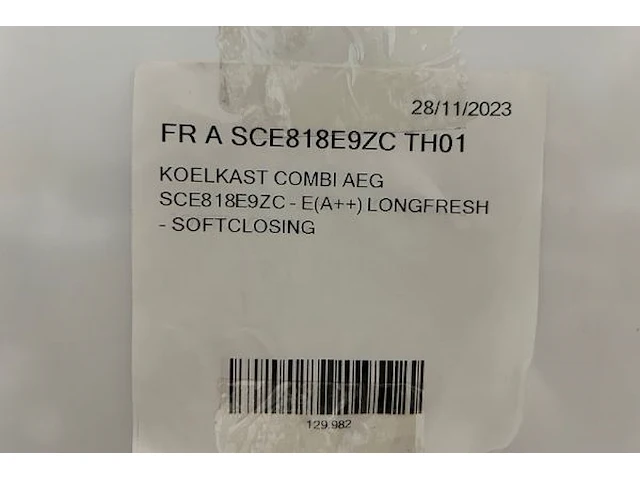 28/11/2023
FR A SCE818E9ZC TH01
KOELKAST COMBI AEG
SCE818E9ZC - E(A++) LONGFRESH
- SOFTCLOSING
129.982